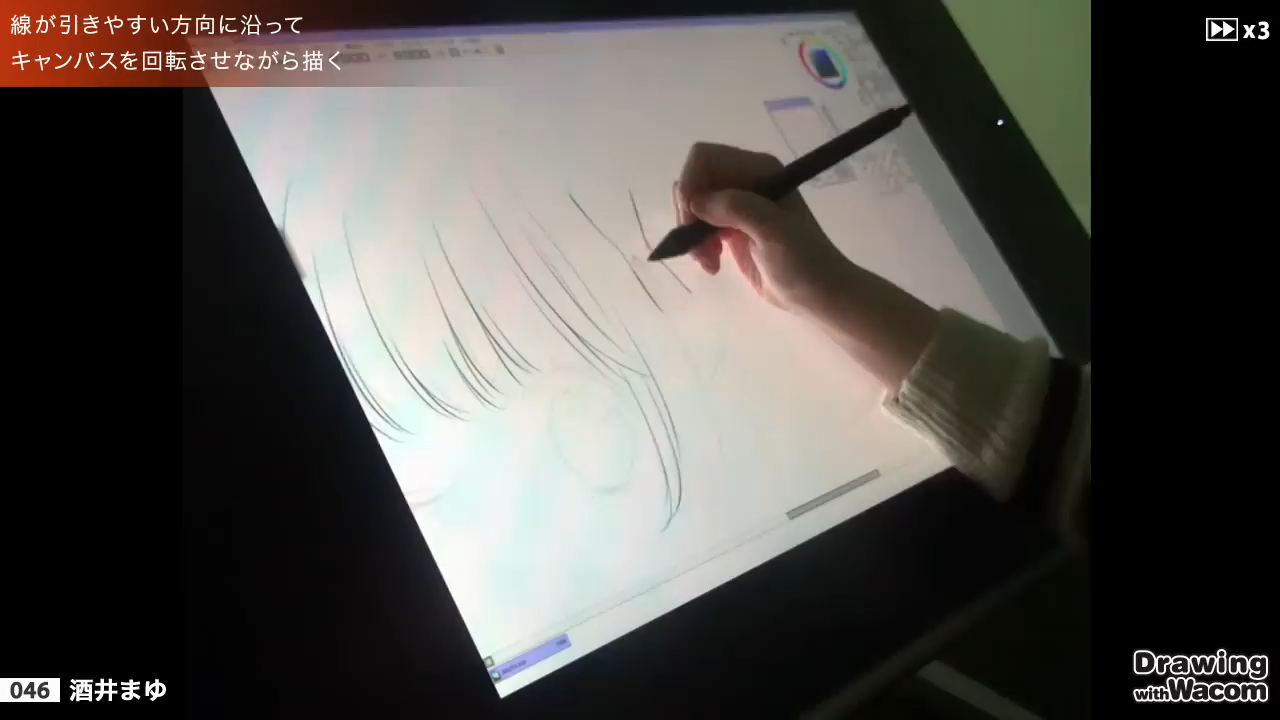 線が引きやすい方向に沿って
キャンバスを回転させながら描く
x3
046 酒井まゆ
Drawing
with Wacom